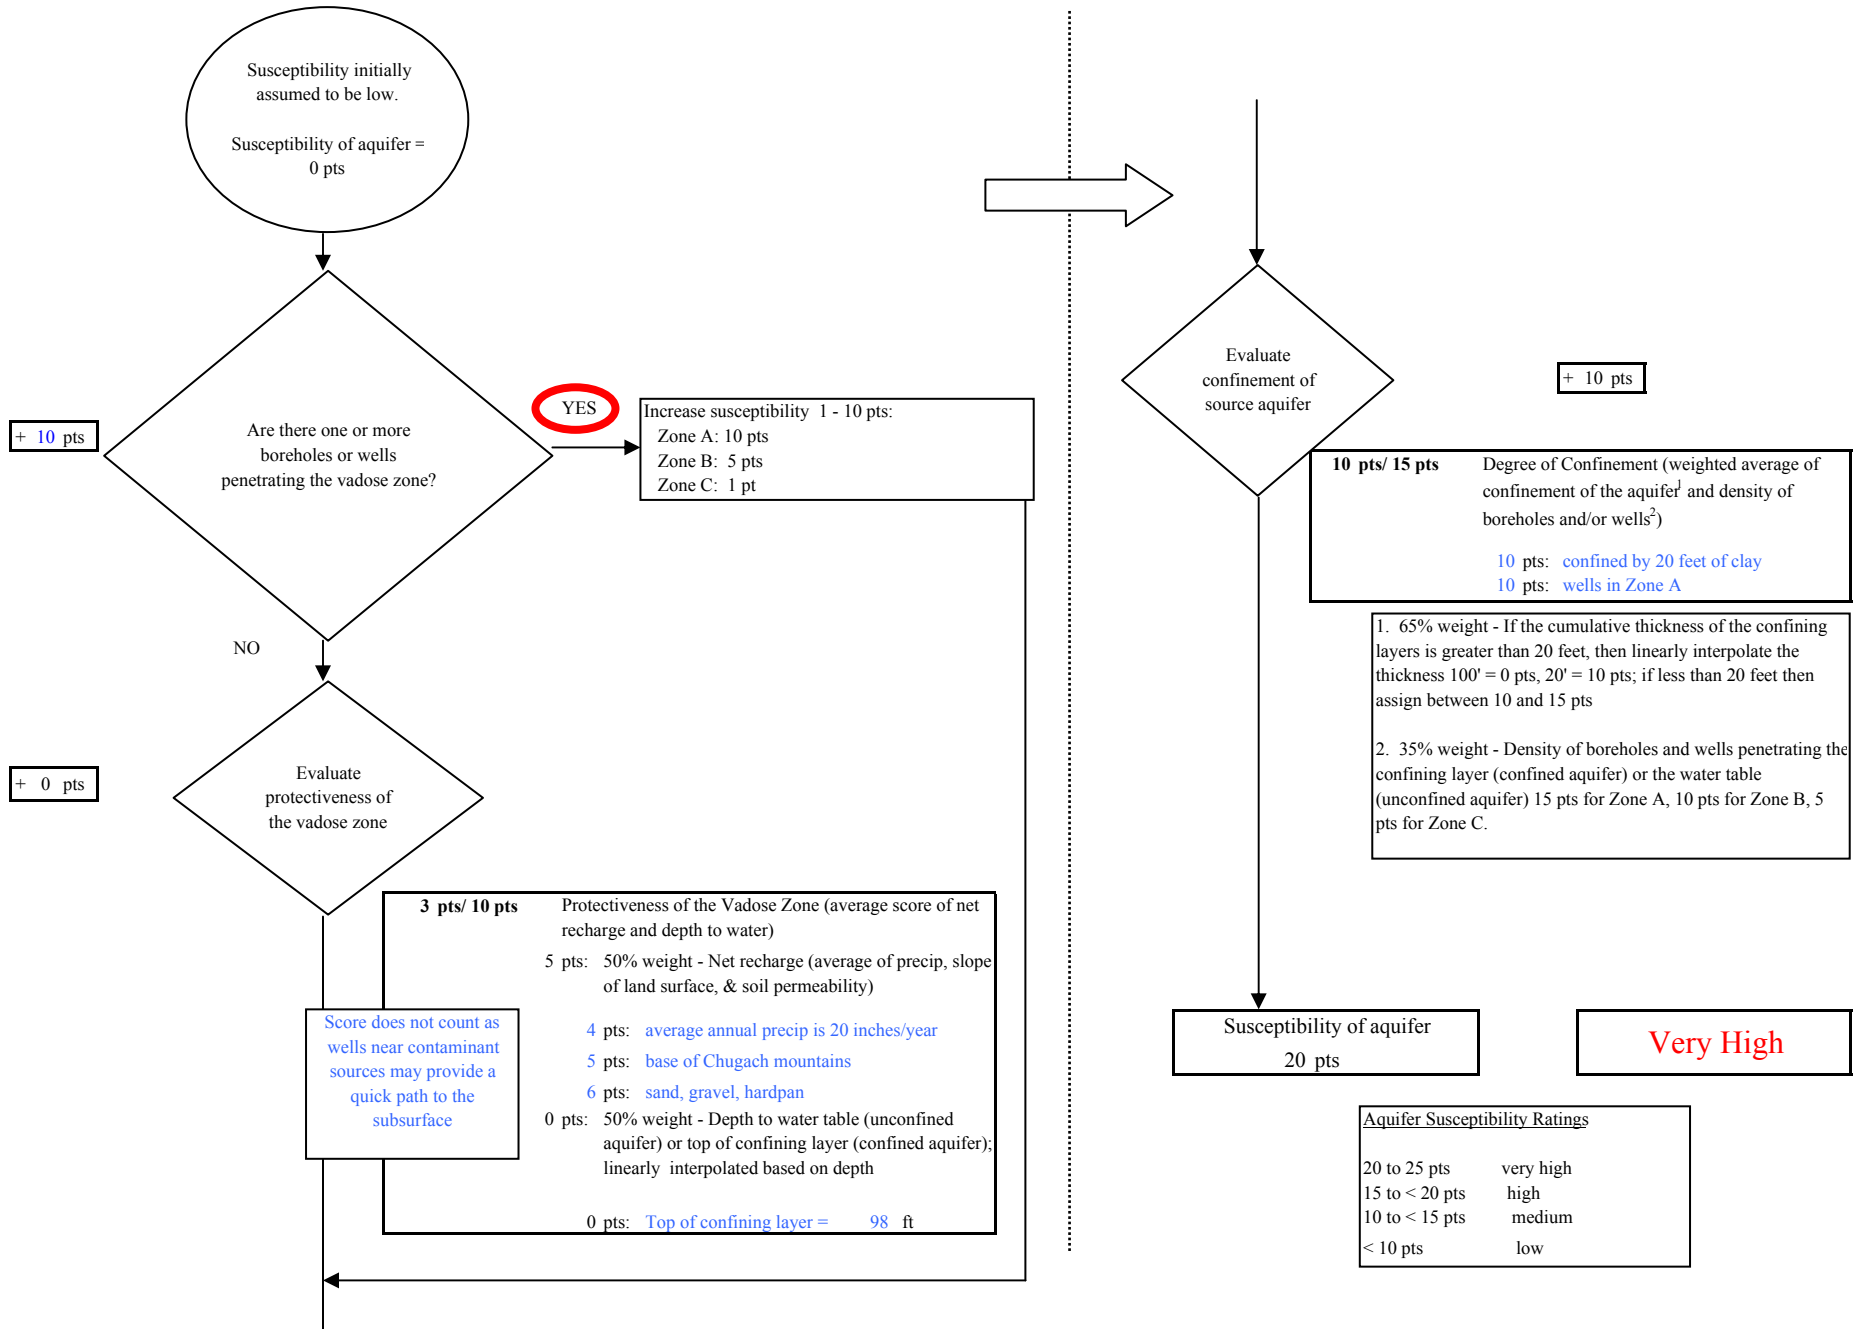 Susceptibility initially
assumed to be low.
Susceptibility of aquifer =
0 pts
+ 10 pts
Are there one or more
boreholes or wells
penetrating the vadose zone?
YES
Increase susceptibility 1 - 10 pts:
Zone A: 10 pts
Zone B: 5 pts
Zone C: 1 pt
NO
+ 0 pts
Evaluate
protectiveness of
the vadose zone
3 pts/ 10 pts Protectiveness of the Vadose Zone (average score of net
recharge and depth to water)
5 pts: 50% weight - Net recharge (average of precip, slope
of land surface, & soil permeability)
4 pts: average annual precip is 20 inches/year
5 pts: base of Chugach mountains
6 pts: sand, gravel, hardpan
0 pts: 50% weight - Depth to water table (unconfined
aquifer) or top of confining layer (confined aquifer);
linearly interpolated based on depth
0 pts: Top of confining layer = 98 ft
Score does not count as
wells near contaminant
sources may provide a
quick path to the
subsurface
Evaluate
confinement of
source aquifer
+ 10 pts
10 pts/ 15 pts Degree of Confinement (weighted average of
confinement of the aquifer1 and density of
boreholes and/or wells2)
10 pts: confined by 20 feet of clay
10 pts: wells in Zone A
1. 65% weight - If the cumulative thickness of the confining
layers is greater than 20 feet, then linearly interpolate the
thickness 100' = 0 pts, 20' = 10 pts; if less than 20 feet then
assign between 10 and 15 pts
2. 35% weight - Density of boreholes and wells penetrating the
confining layer (confined aquifer) or the water table
(unconfined aquifer) 15 pts for Zone A, 10 pts for Zone B, 5
pts for Zone C.
Susceptibility of aquifer
20 pts
Very High
Aquifer Susceptibility Ratings
20 to 25 pts very high
15 to < 20 pts high
10 to < 15 pts medium
< 10 pts low